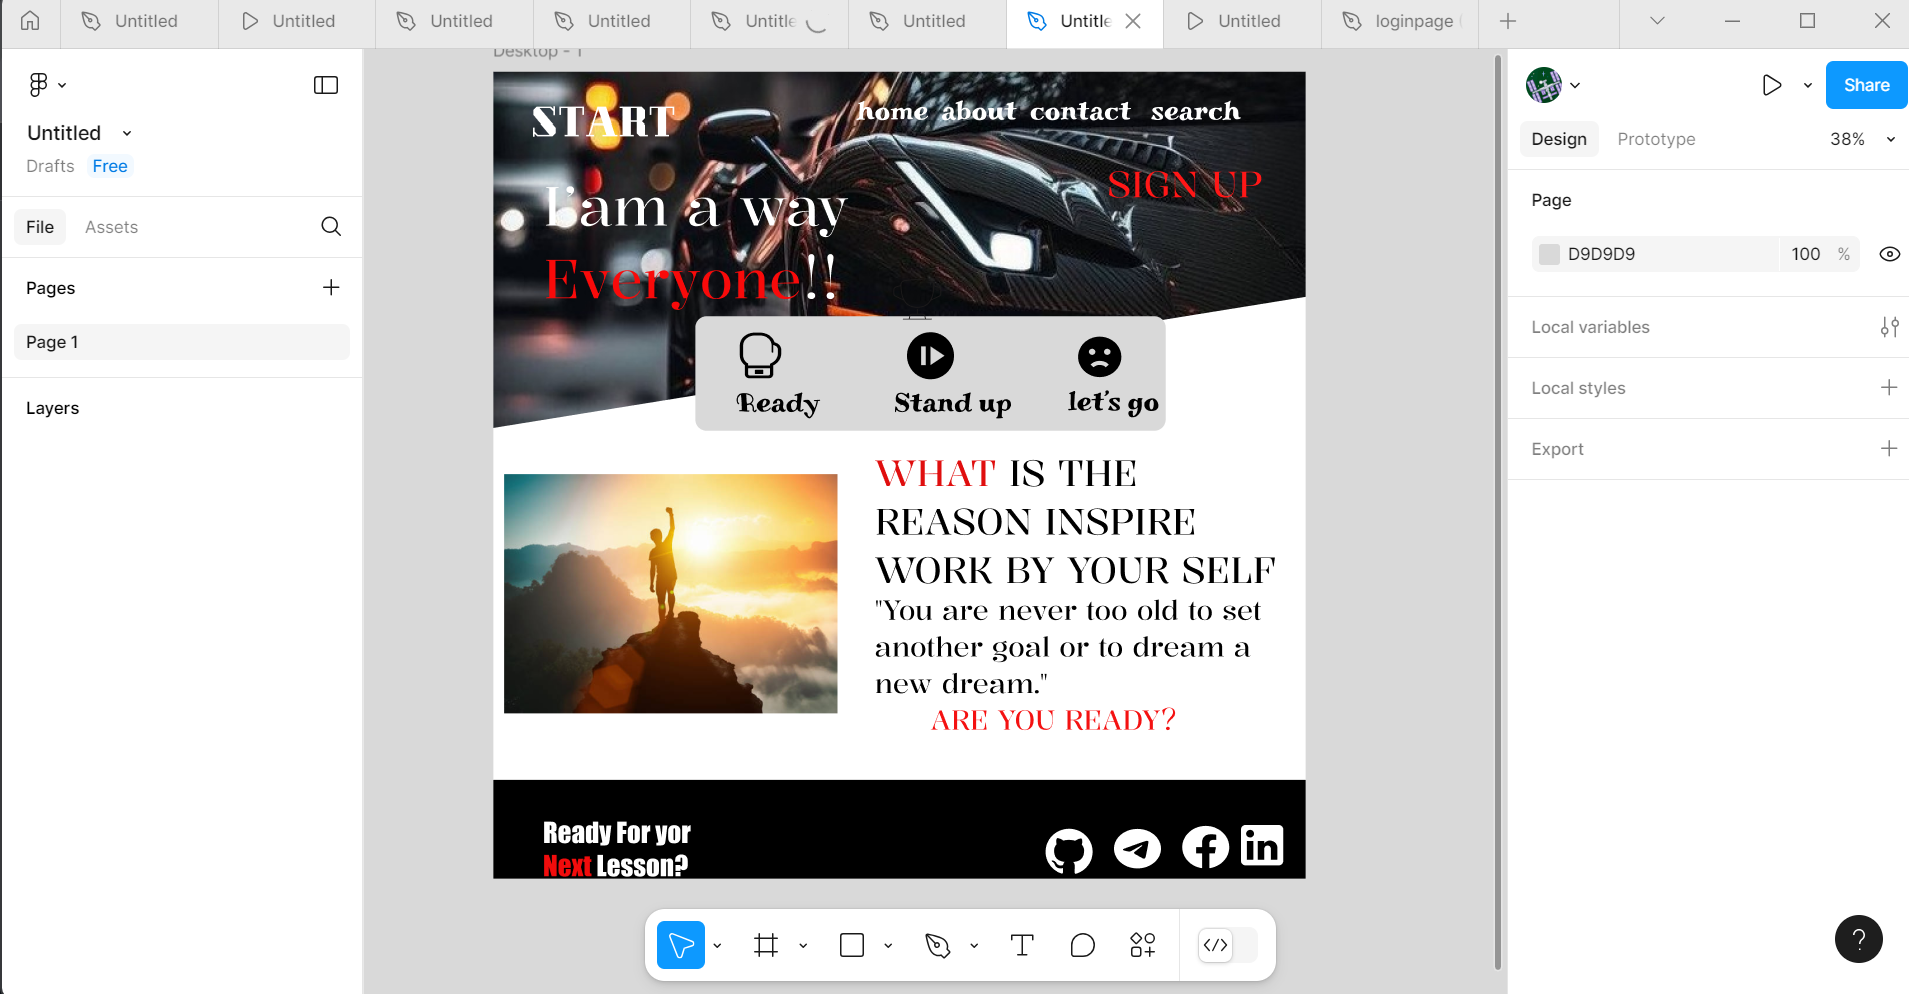 Untitled
Untitled
Untitled
Untitled
Untitle
Untitled
Untitle
Untitled
loginpage
Untitled
Drafts Free
File Assets
Pages
Page 1
Layers
Desktop - 1
START
home about contact search
SIGN UP
I'am a way
Everyone!!
Ready
Stand up
let's go
WHAT IS THE
REASON INSPIRE
WORK BY YOUR SELF
"You are never too old to set
another goal or to dream a
new dream."
ARE YOU READY?
Ready For yor
Next Lesson?
in
Share
Design Prototype
38%
Page
D9D9D9 100 %
Local variables
Local styles
Export
?